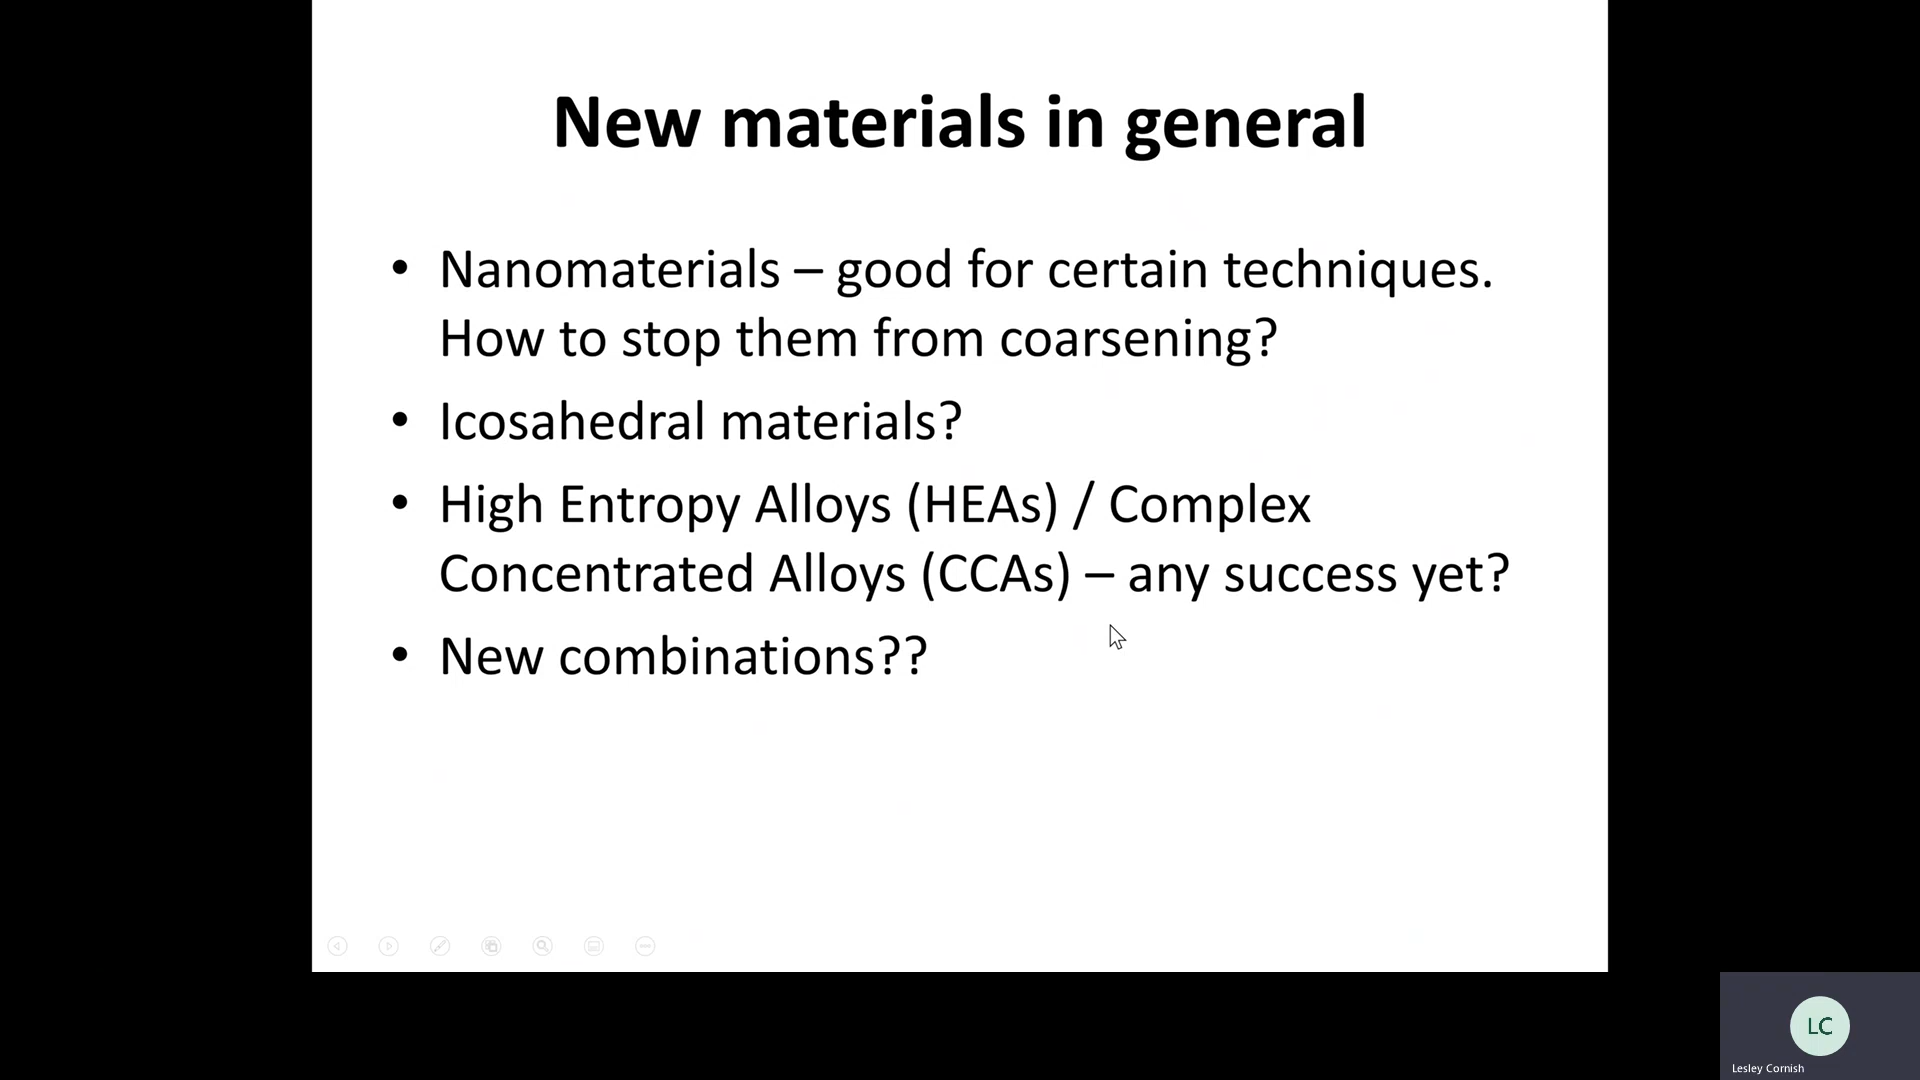 New materials in general
• Nanomaterials – good for certain techniques.
How to stop them from coarsening?
• Icosahedral materials?
• High Entropy Alloys (HEAs) / Complex
Concentrated Alloys (CCAs) – any success yet?
• New combinations??
LC
Lesley Cornish